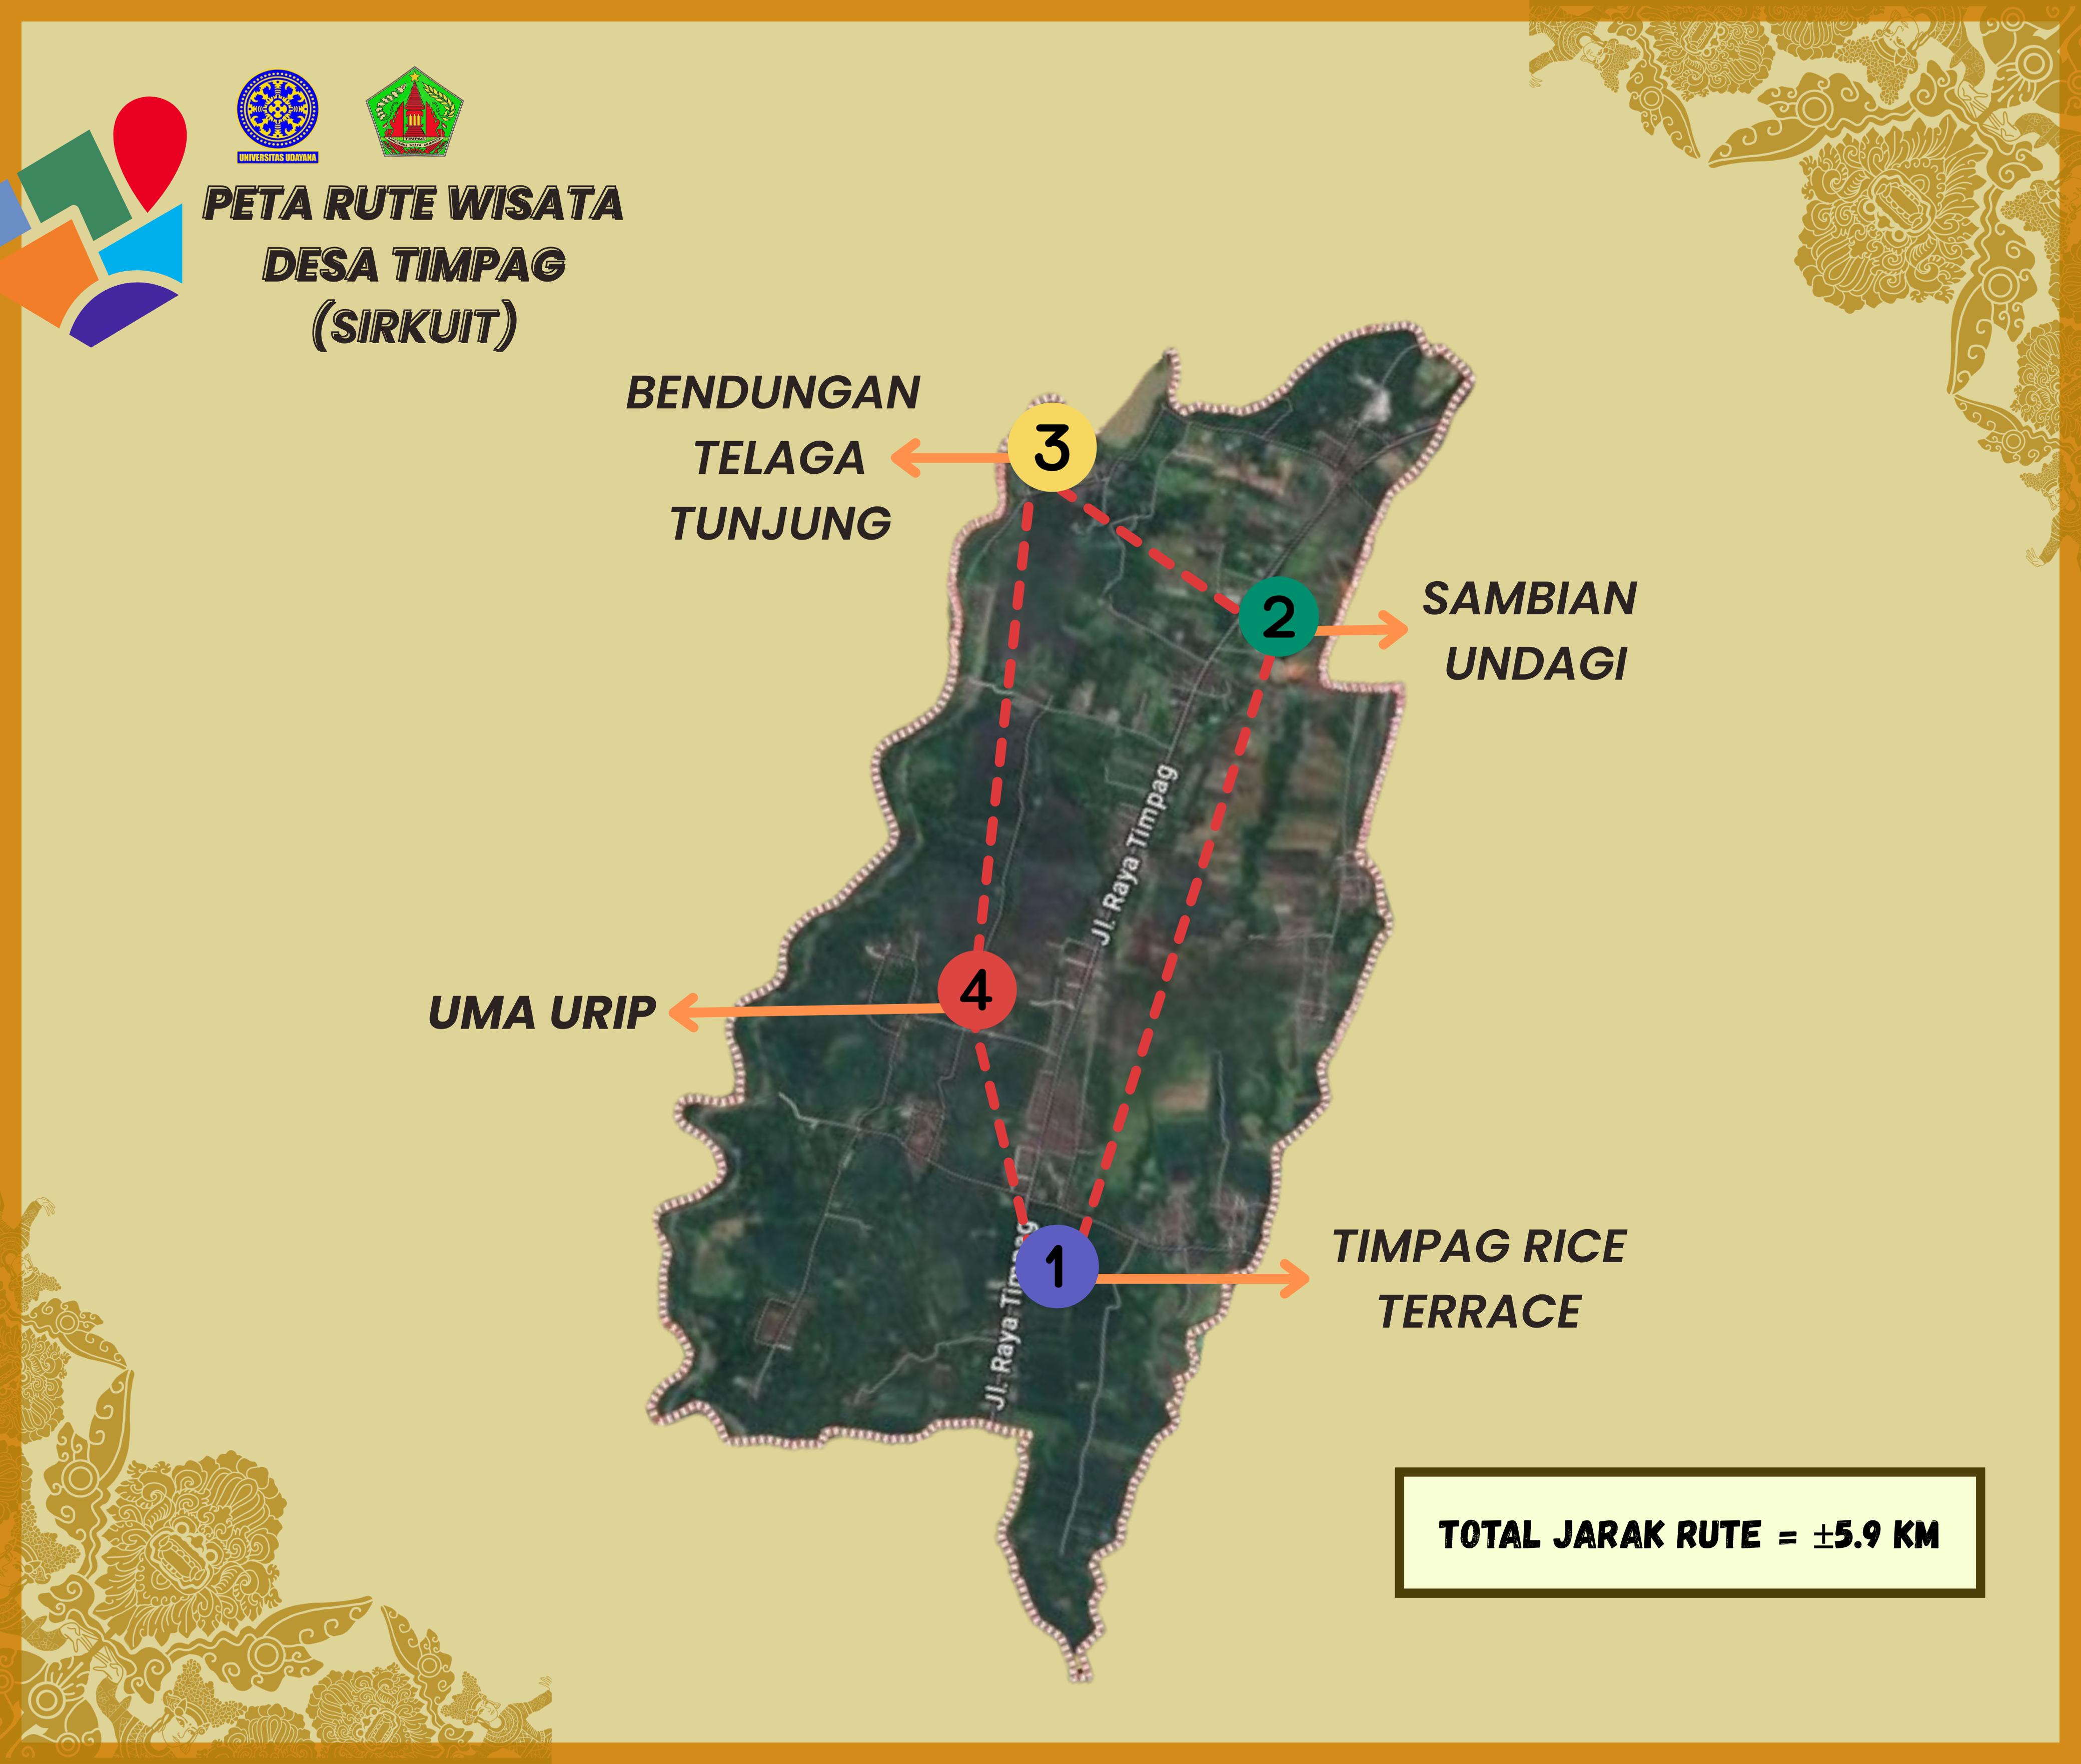 UNIVERSITAS UDAYANA
PETA RUTE WISATA
DESA TIMPAG
(SIRKUIT)
BENDUNGAN
TELAGA
TUNJUNG
3
2
SAMBIAN
UNDAGI
Jl. Raya Timpag
4
UMA URIP
1
TIMPAG RICE
TERRACE
Jl. Raya Timpag
TOTAL JARAK RUTE = ±5.9 KM